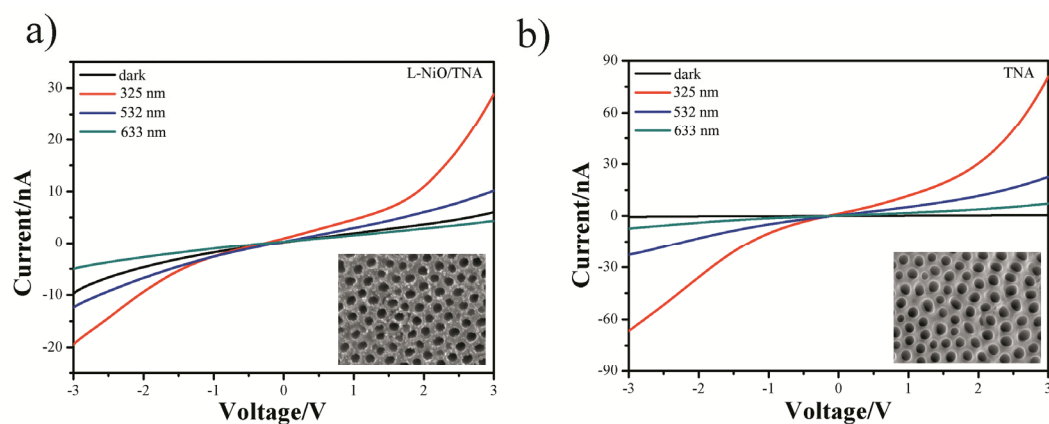 a)
L-NiO/TNA
dark
325 nm
532 nm
633 nm
30
20
10
0
-10
-20
Current/nA
-3
-2
-1
0
1
2
3
Voltage/V
b)
TNA
dark
325 nm
532 nm
633 nm
90
60
30
0
-30
-60
-90
Current/nA
-3
-2
-1
0
1
2
3
Voltage/V